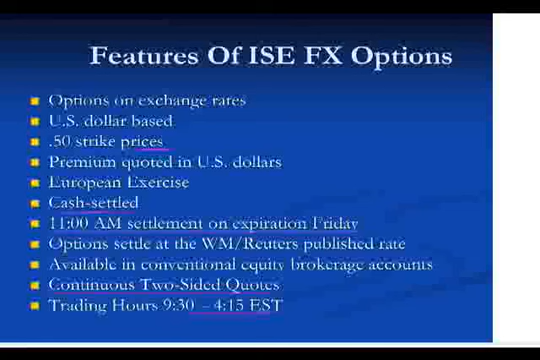 Features Of ISE FX Options
Options on exchange rates
U.S. dollar based
.50 strike prices
Premium quoted in U.S. dollars
European Exercise
Cash-settled
11:00 AM settlement on expiration Friday
Options settle at the WM/Reuters published rate
Available in conventional equity brokerage accounts
Continuous Two-Sided Quotes
Trading Hours 9:30 – 4:15 EST